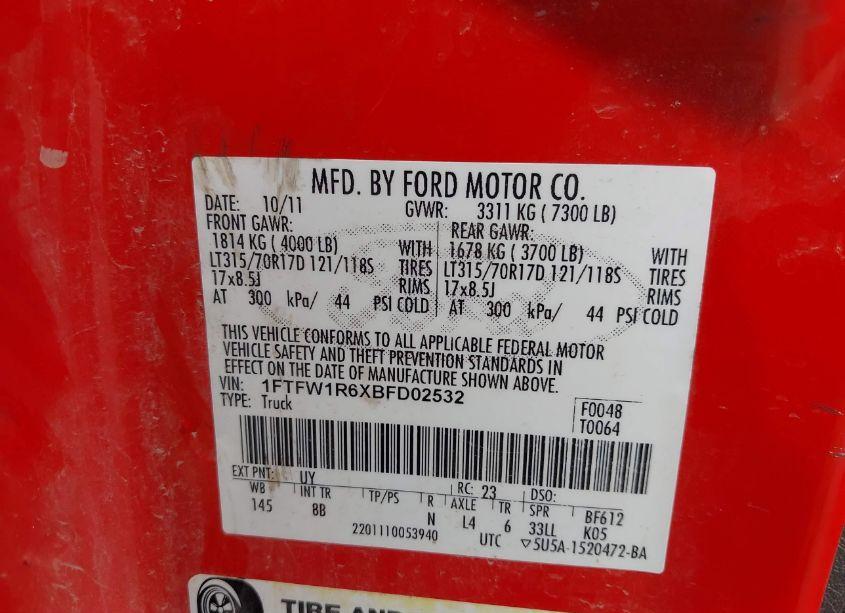 MFD. BY FORD MOTOR CO.
DATE: 10/11 GVWR: 3311 KG ( 7300 LB)
FRONT GAWR: REAR GAWR:
1814 KG ( 4000 LB) WITH 1678 KG ( 3700 LB) WITH
LT315/70R17D 121/118S TIRES LT315/70R17D 121/118S TIRES
17x8.5J RIMS 17x8.5J RIMS
AT 300 kPa/ 44 PSI COLD AT 300 kPa/ 44 PSI COLD
THIS VEHICLE CONFORMS TO ALL APPLICABLE FEDERAL MOTOR
VEHICLE SAFETY AND THEFT PREVENTION STANDARDS IN
EFFECT ON THE DATE OF MANUFACTURE SHOWN ABOVE.
VIN: 1FTFW1R6XBFD02532
TYPE: Truck
F0048
T0064
EXT PNT: UY RC: 23 DSO:
WB INT TR TP/PS R AXLE TR SPR BF612
145 8B N L4 6 33LL K05
2201110053940 UTC ▽5U5A-1520472-BA
TIRE AND